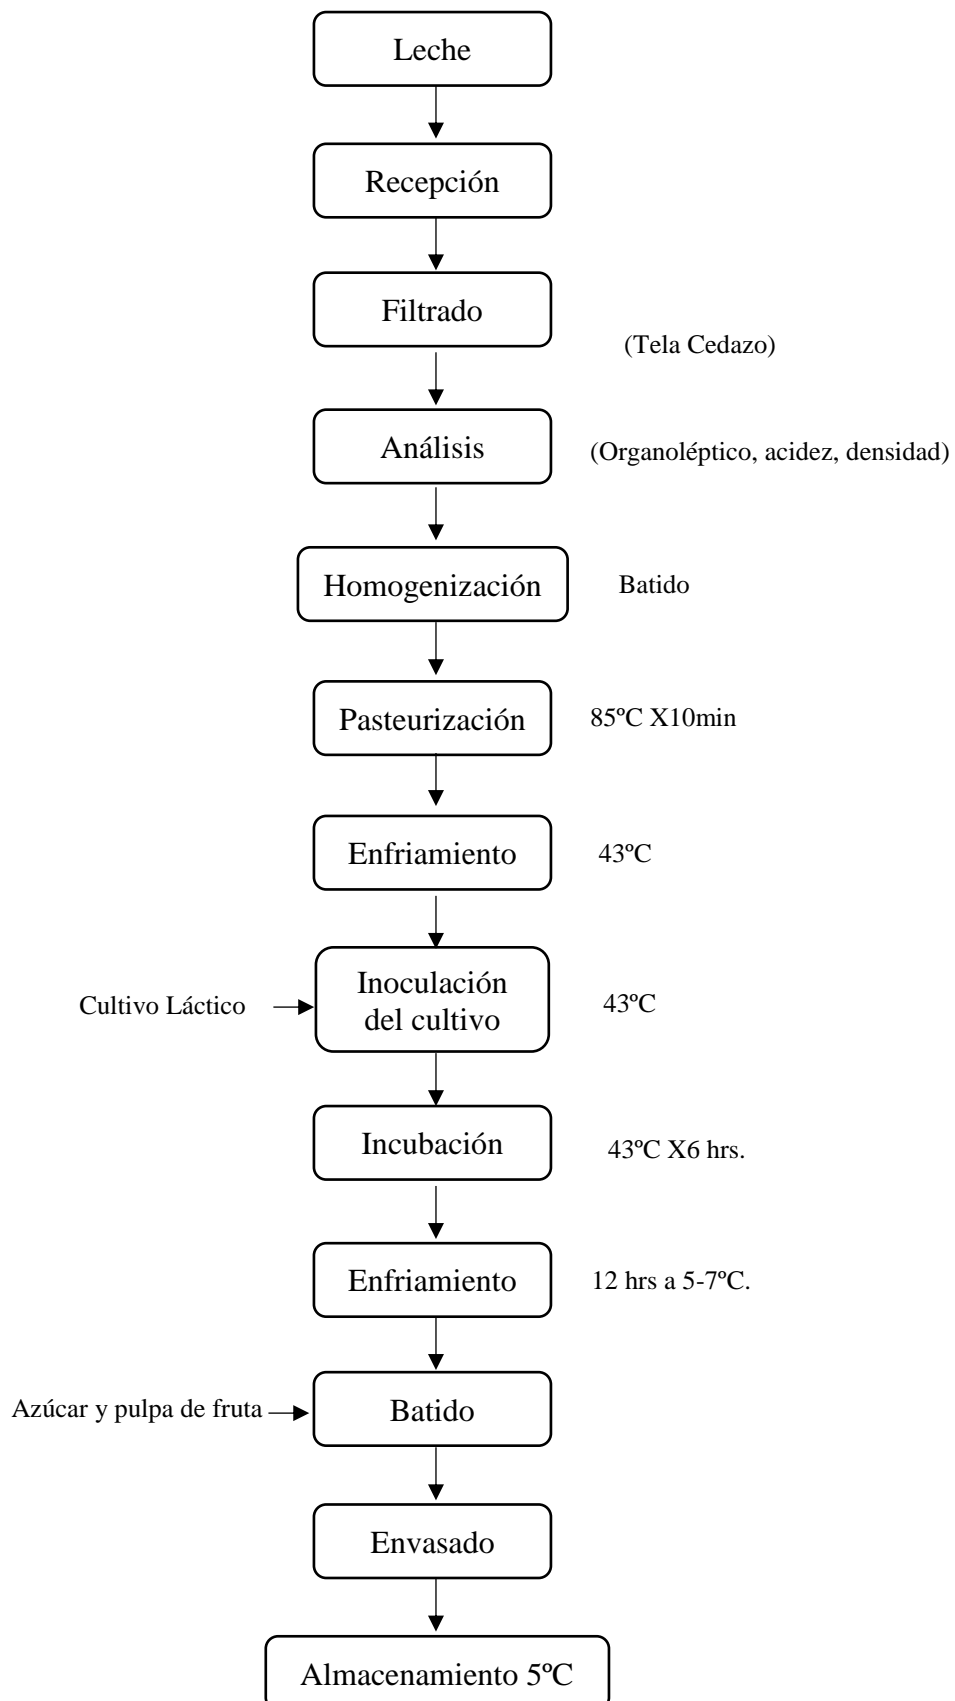 Leche
Recepción
Filtrado
(Tela Cedazo)
Análisis
(Organoléptico, acidez, densidad)
Homogenización
Batido
Pasteurización
85ºC X10min
Enfriamiento
43ºC
Cultivo Láctico
Inoculación
del cultivo
43ºC
Incubación
43ºC X6 hrs.
Enfriamiento
12 hrs a 5-7ºC.
Azúcar y pulpa de fruta
Batido
Envasado
Almacenamiento 5ºC